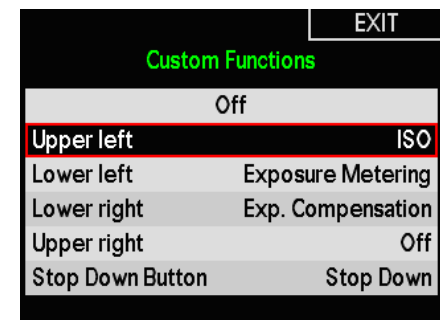 EXIT
Custom Functions
Off
Upper left ISO
Lower left Exposure Metering
Lower right Exp. Compensation
Upper right Off
Stop Down Button Stop Down